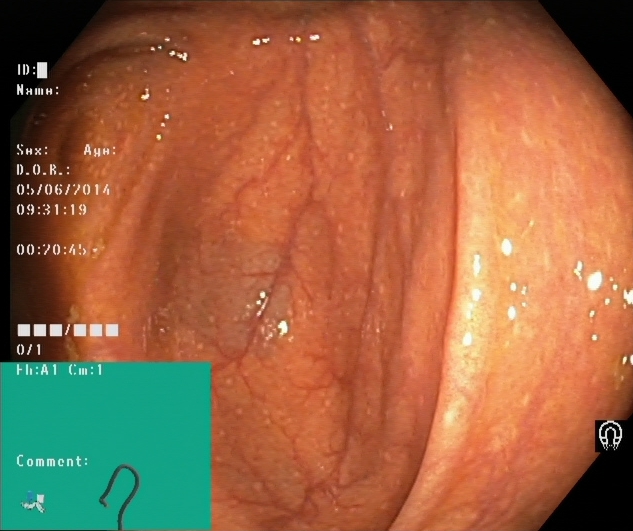 ID:
Name:
Sex: Age:
D.O.B.:
05/06/2014
09:31:19
00:20:45
/
0/1
Eh:A1 Cm:1
Comment: